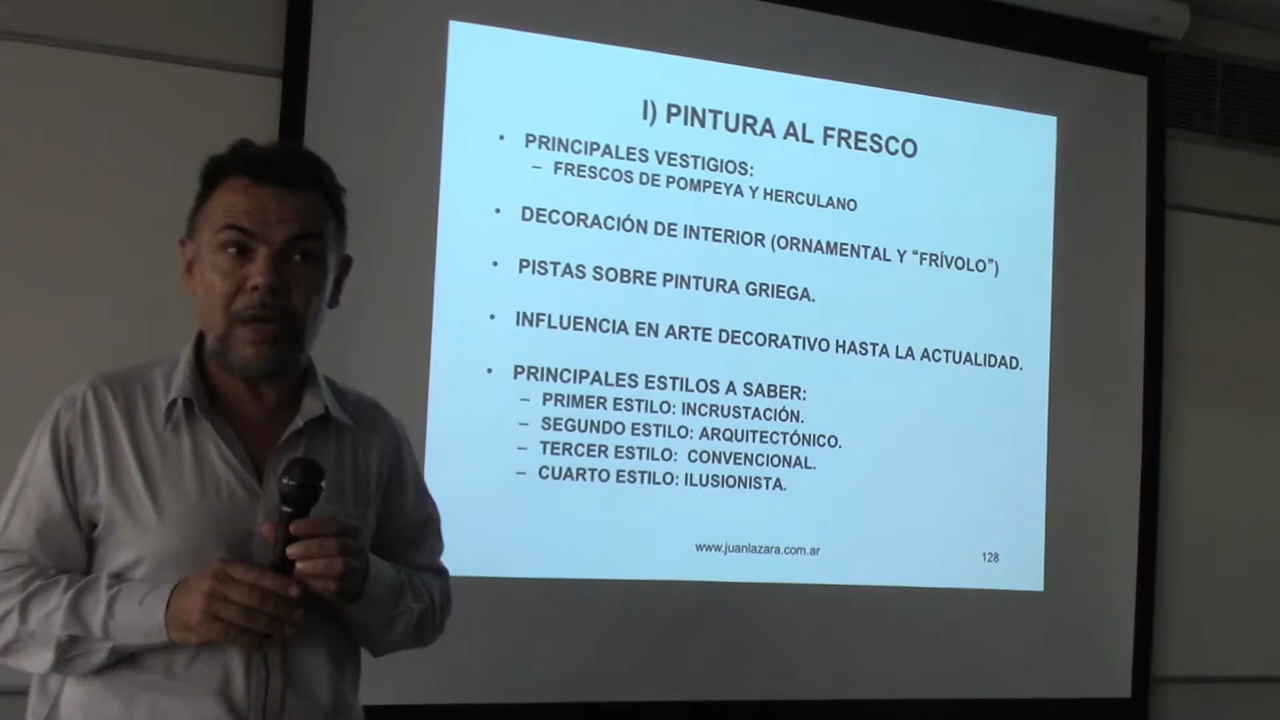 I) PINTURA AL FRESCO
• PRINCIPALES VESTIGIOS:
– FRESCOS DE POMPEYA Y HERCULANO
• DECORACIÓN DE INTERIOR (ORNAMENTAL Y “FRÍVOLO”)
• PISTAS SOBRE PINTURA GRIEGA.
• INFLUENCIA EN ARTE DECORATIVO HASTA LA ACTUALIDAD.
• PRINCIPALES ESTILOS A SABER:
– PRIMER ESTILO: INCRUSTACIÓN.
– SEGUNDO ESTILO: ARQUITECTÓNICO.
– TERCER ESTILO: CONVENCIONAL.
– CUARTO ESTILO: ILUSIONISTA.
www.juanlazara.com.ar
128